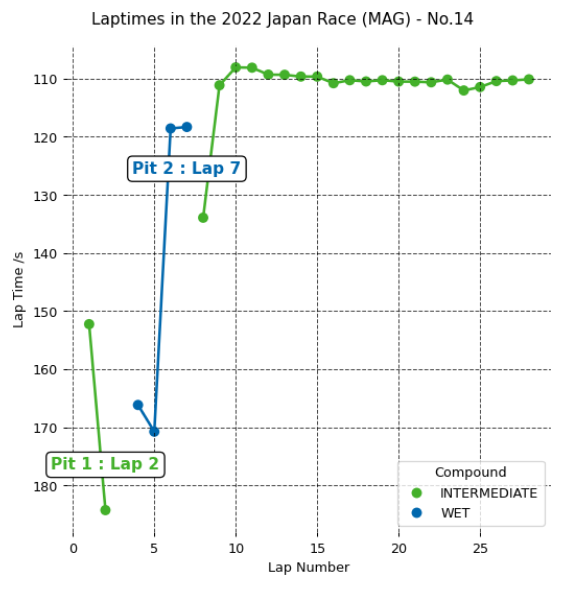 Laptimes in the 2022 Japan Race (MAG) - No.14
110
120
130
140
150
160
170
180
Lap Time /s
Pit 2 : Lap 7
Pit 1 : Lap 2
Compound
INTERMEDIATE
WET
0 5 10 15 20 25
Lap Number